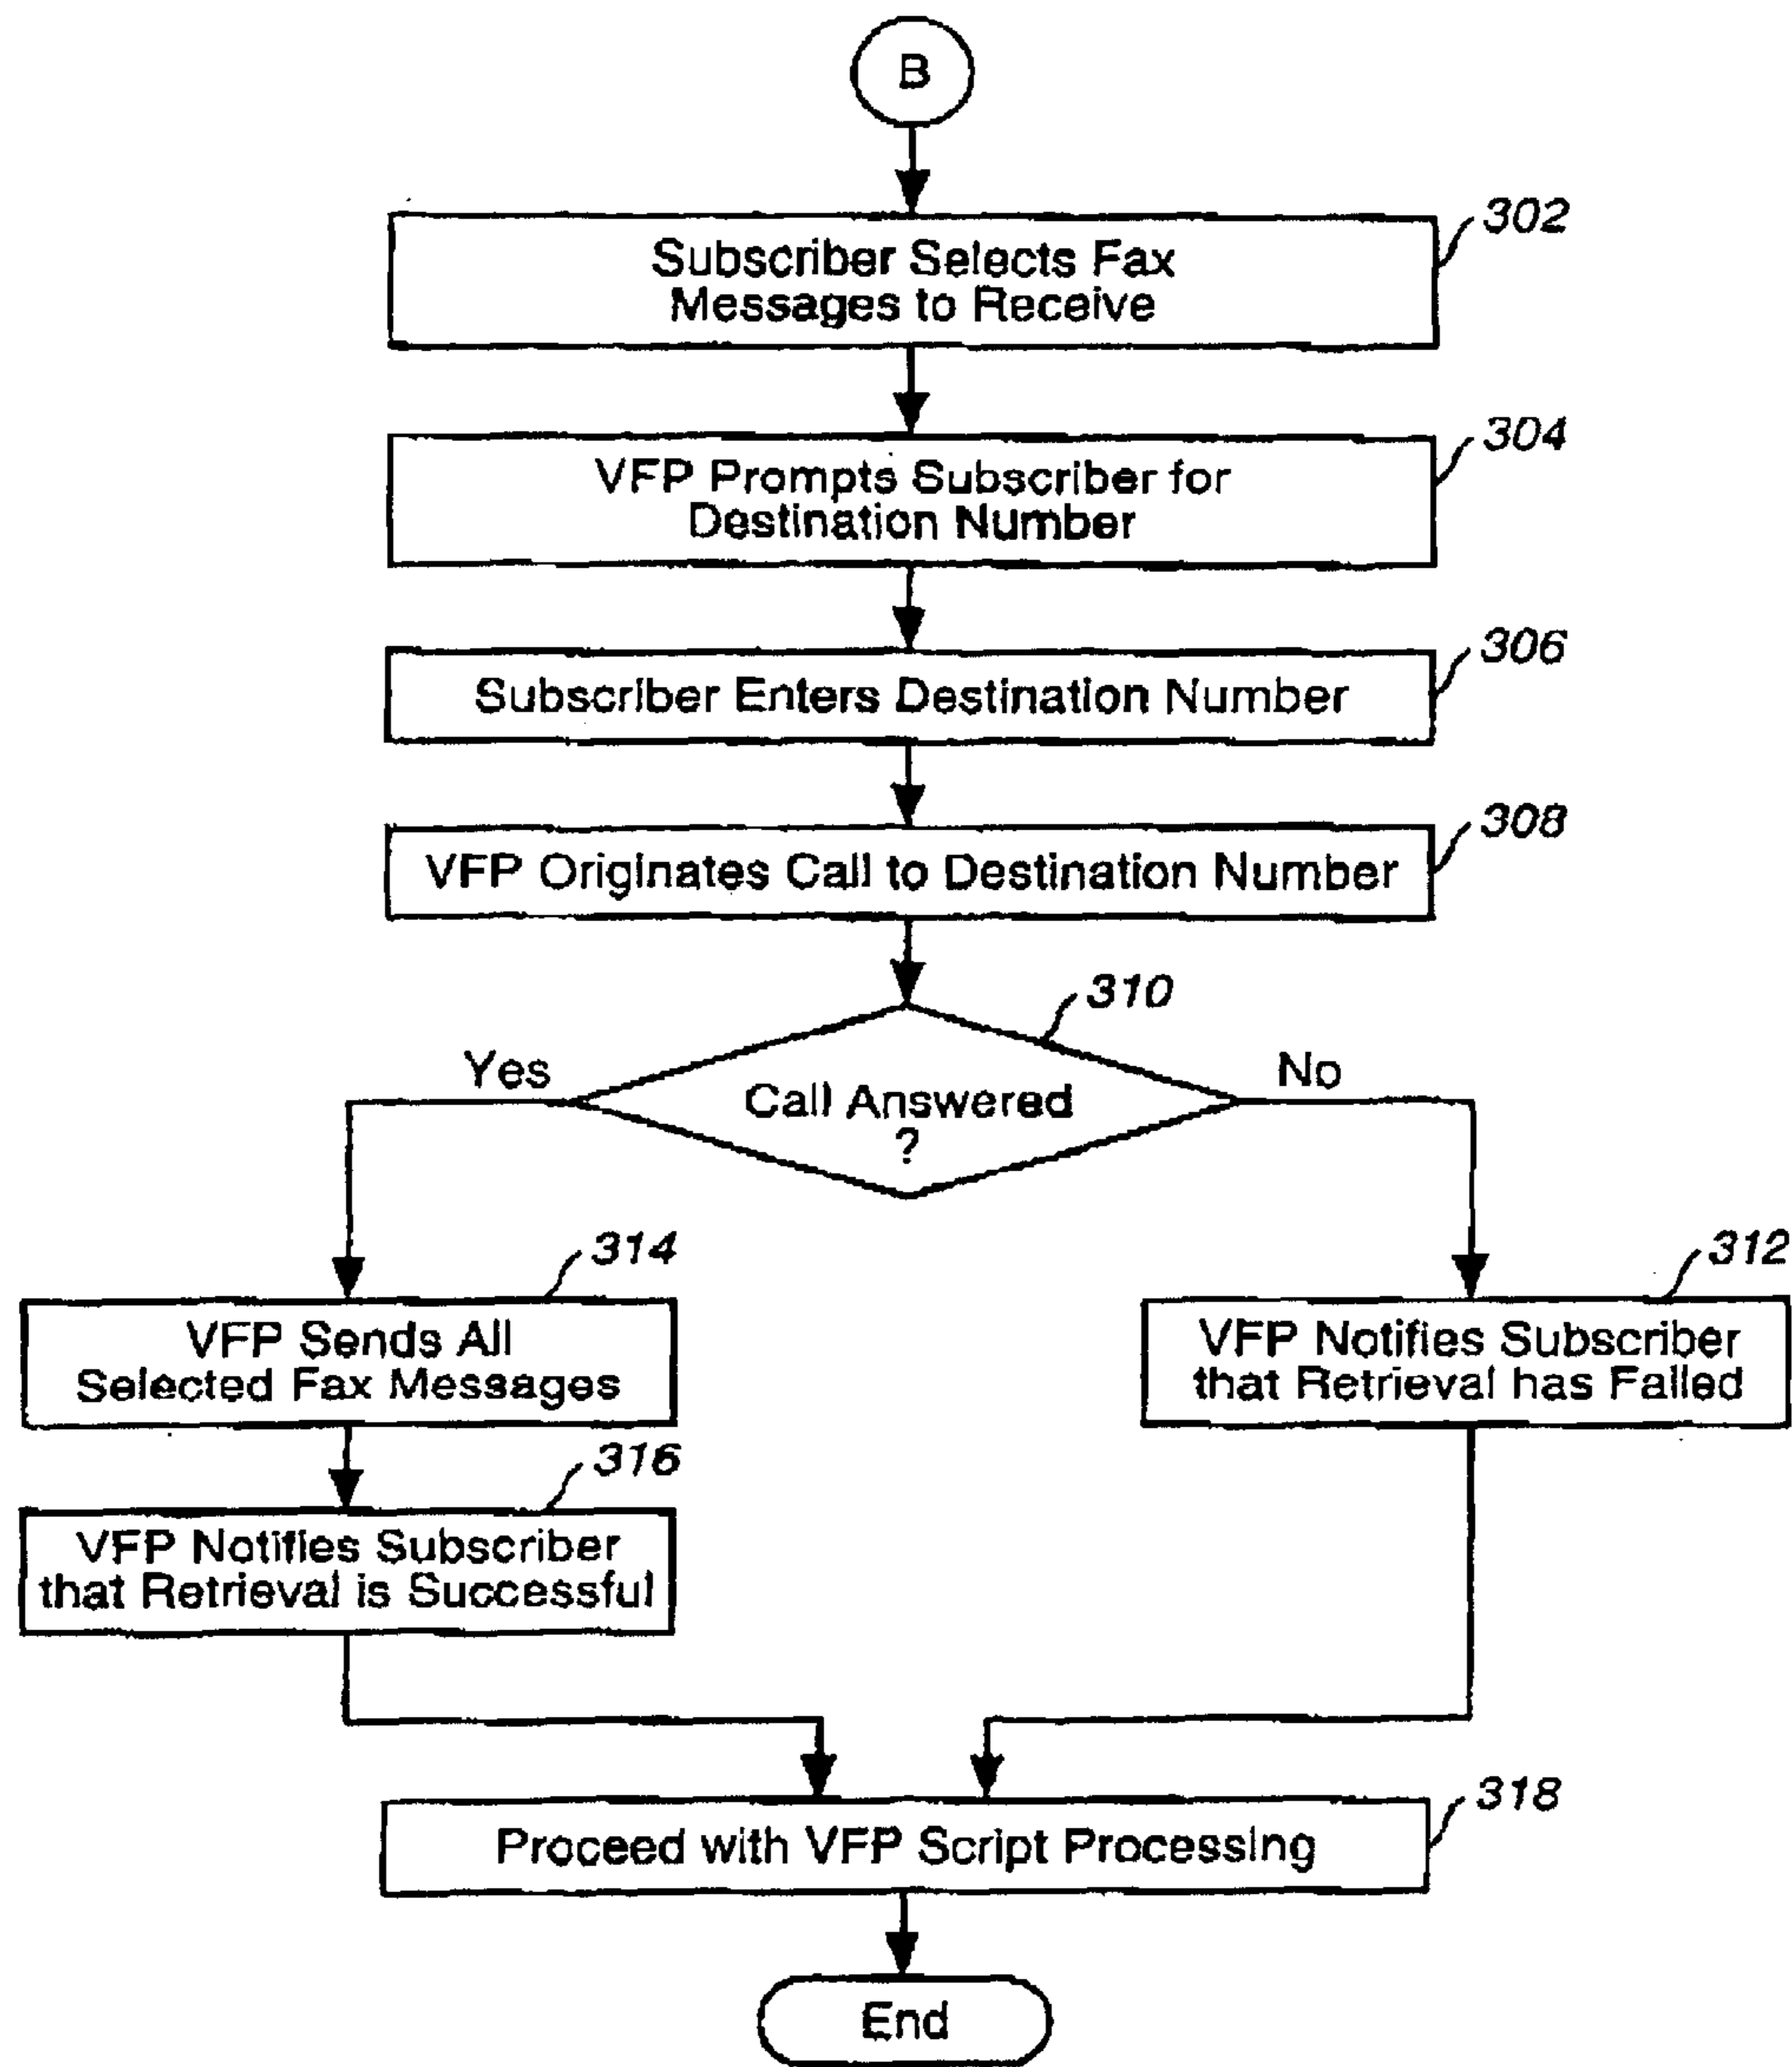 B
302
Subscriber Selects Fax
Messages to Receive
304
VFP Prompts Subscriber for
Destination Number
306
Subscriber Enters Destination Number
308
VFP Originates Call to Destination Number
310
Yes
No
Call Answered
?
314
312
VFP Sends All
Selected Fax Messages
VFP Notifies Subscriber
that Retrieval has Failed
316
VFP Notifies Subscriber
that Retrieval is Successful
318
Proceed with VFP Script Processing
End